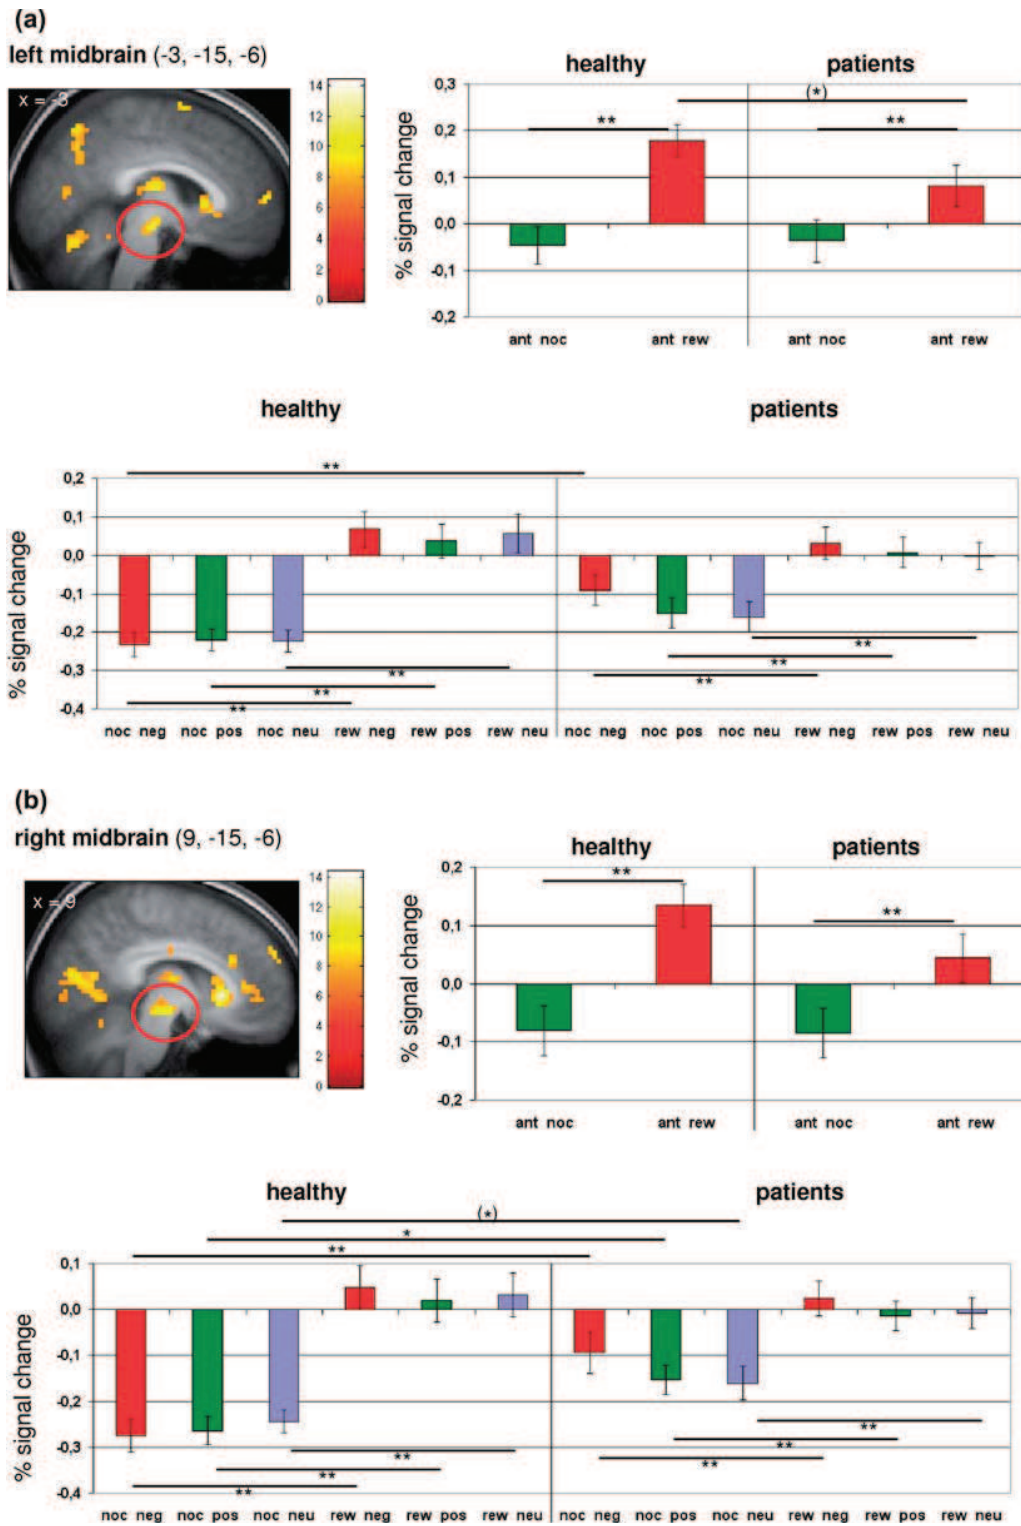 (a)
left midbrain (-3, -15, -6)
x = -3
14
12
10
8
6
4
2
0
healthy patients
% signal change
0,3
0,2
0,1
0,0
-0,1
-0,2
** (*) **
ant noc ant rew ant noc ant rew
healthy patients
**
% signal change
0,2
0,1
0,0
-0,1
-0,2
-0,3
-0,4
** **
** **
** **
noc neg noc pos noc neu rew neg rew pos rew neu noc neg noc pos noc neu rew neg rew pos rew neu
(b)
right midbrain (9, -15, -6)
x = 9
14
12
10
8
6
4
2
0
healthy patients
% signal change
0,2
0,1
0,0
-0,1
-0,2
** **
ant noc ant rew ant noc ant rew
healthy patients
(*)
*
**
% signal change
0,1
0,0
-0,1
-0,2
-0,3
-0,4
** **
** **
** **
noc neg noc pos noc neu rew neg rew pos rew neu noc neg noc pos noc neu rew neg rew pos rew neu